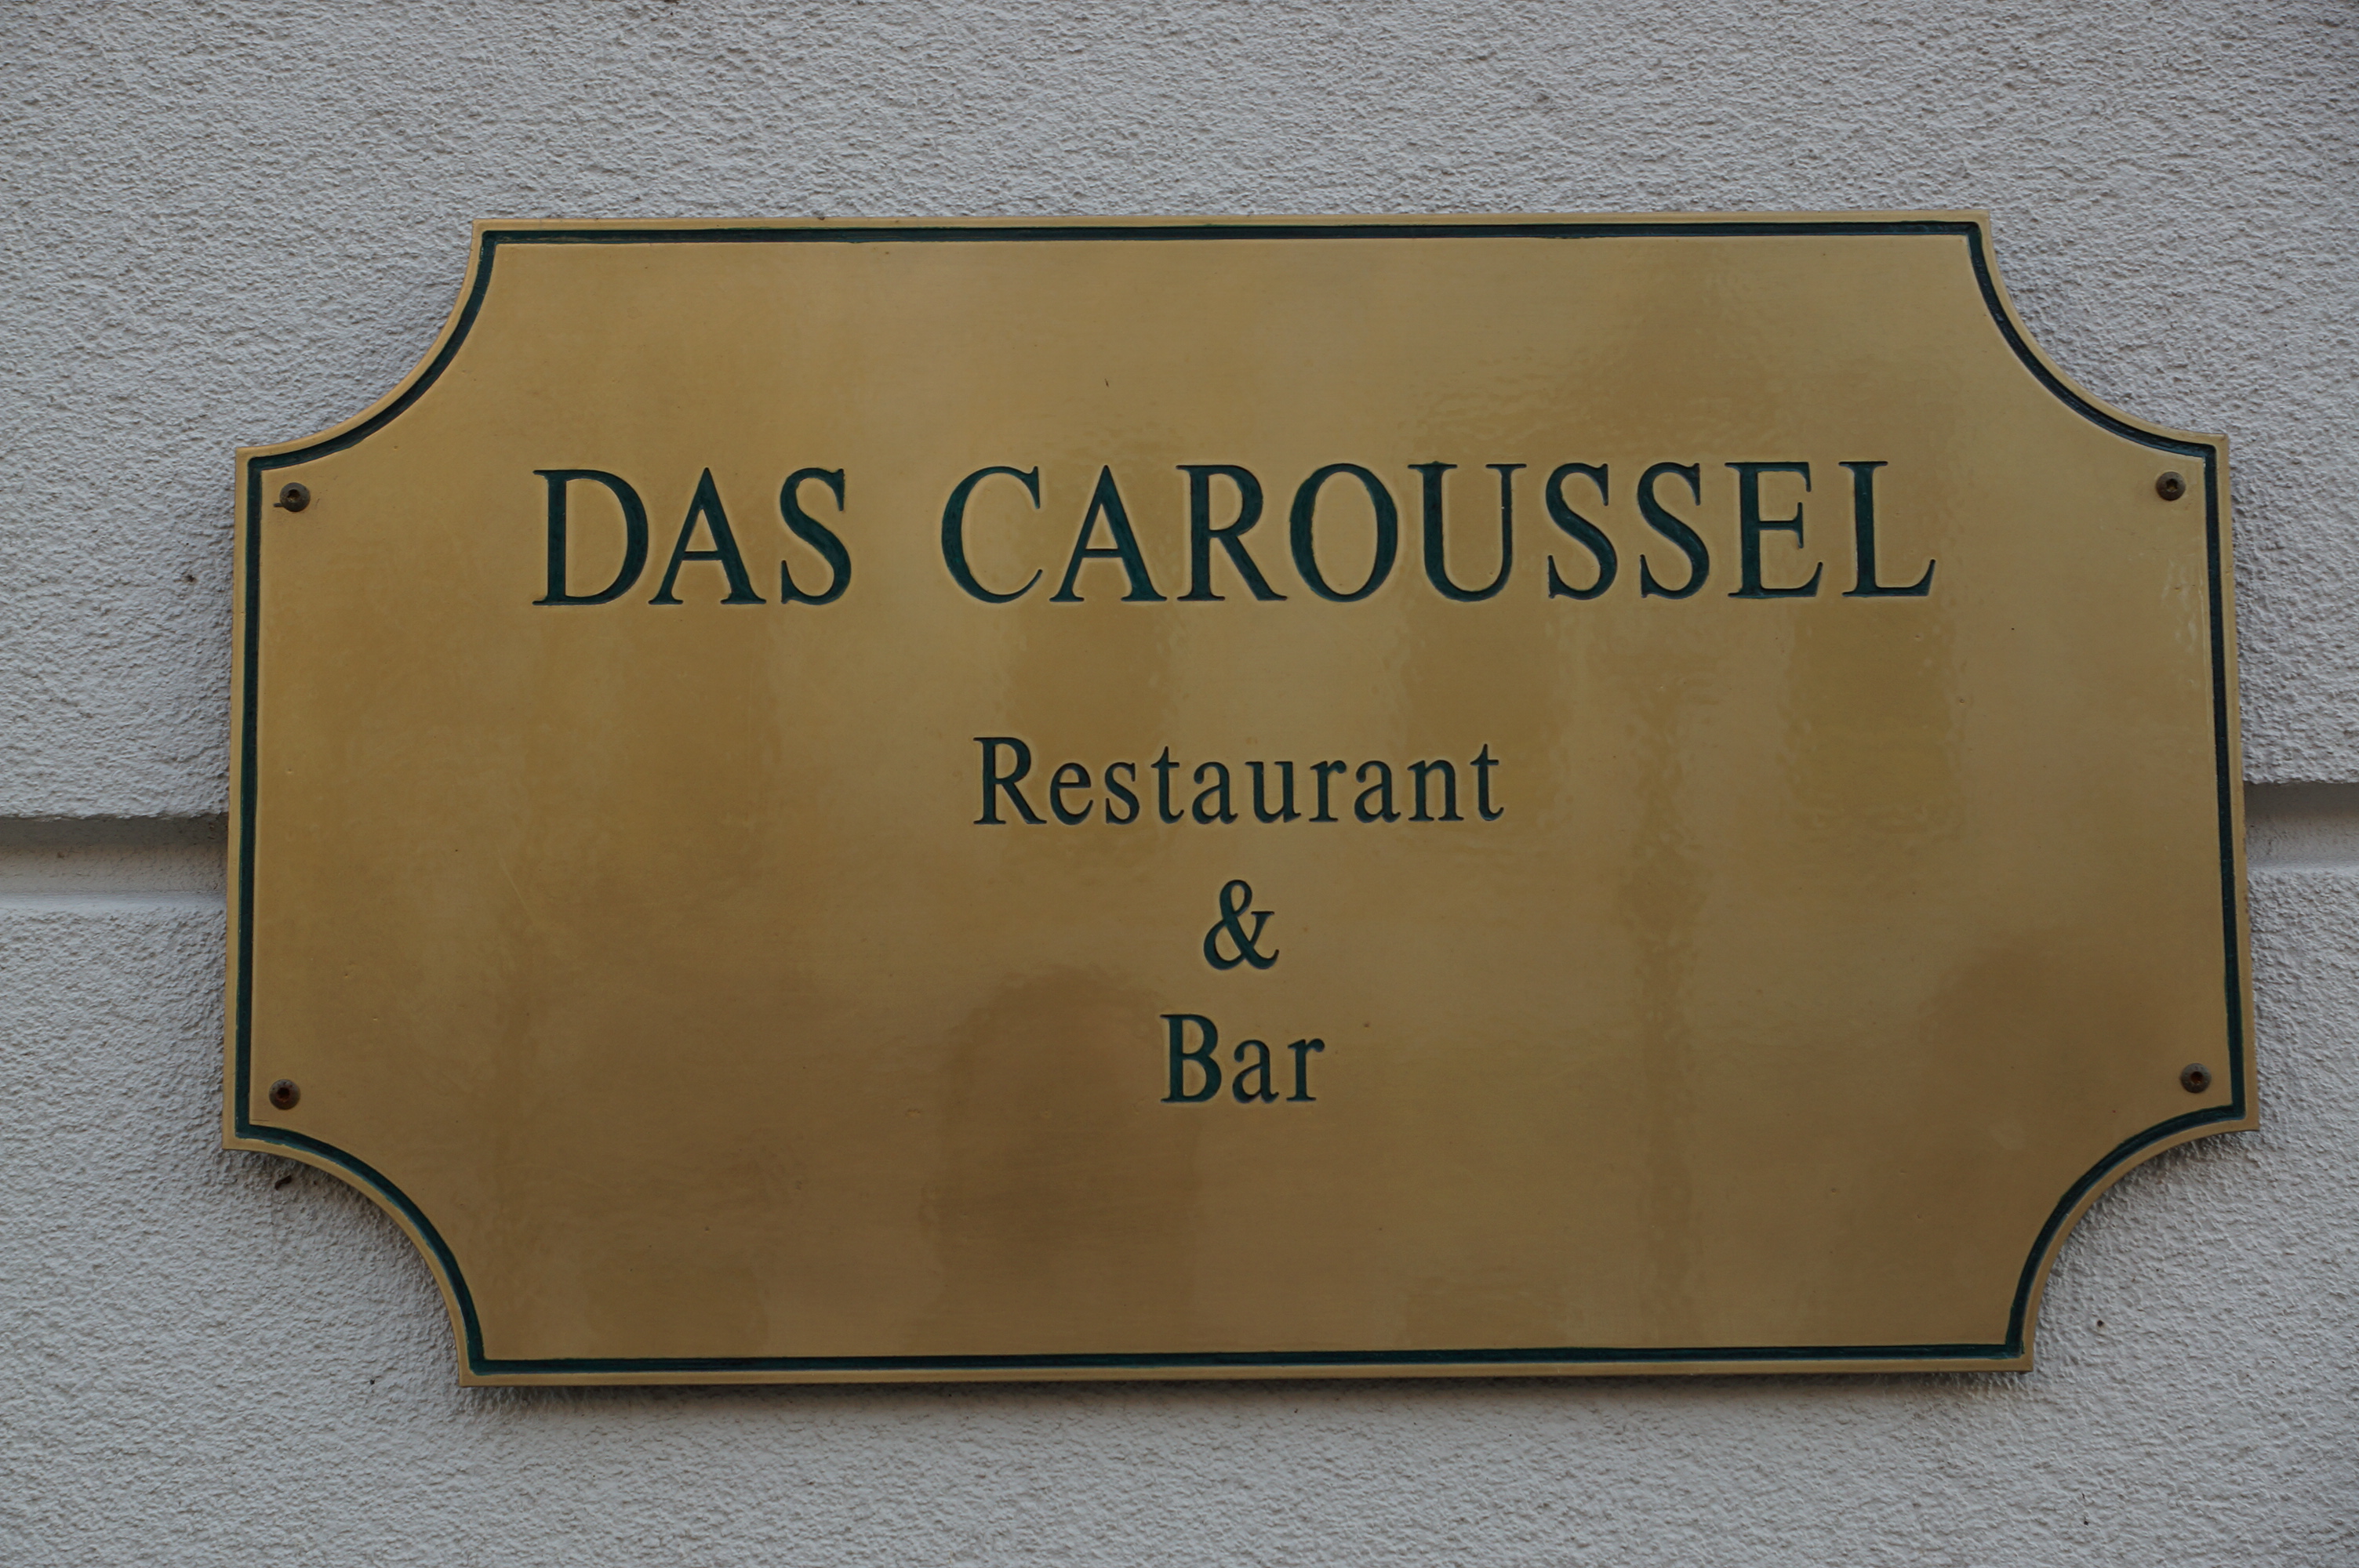 DAS CAROUSSEL
Restaurant
&
Bar